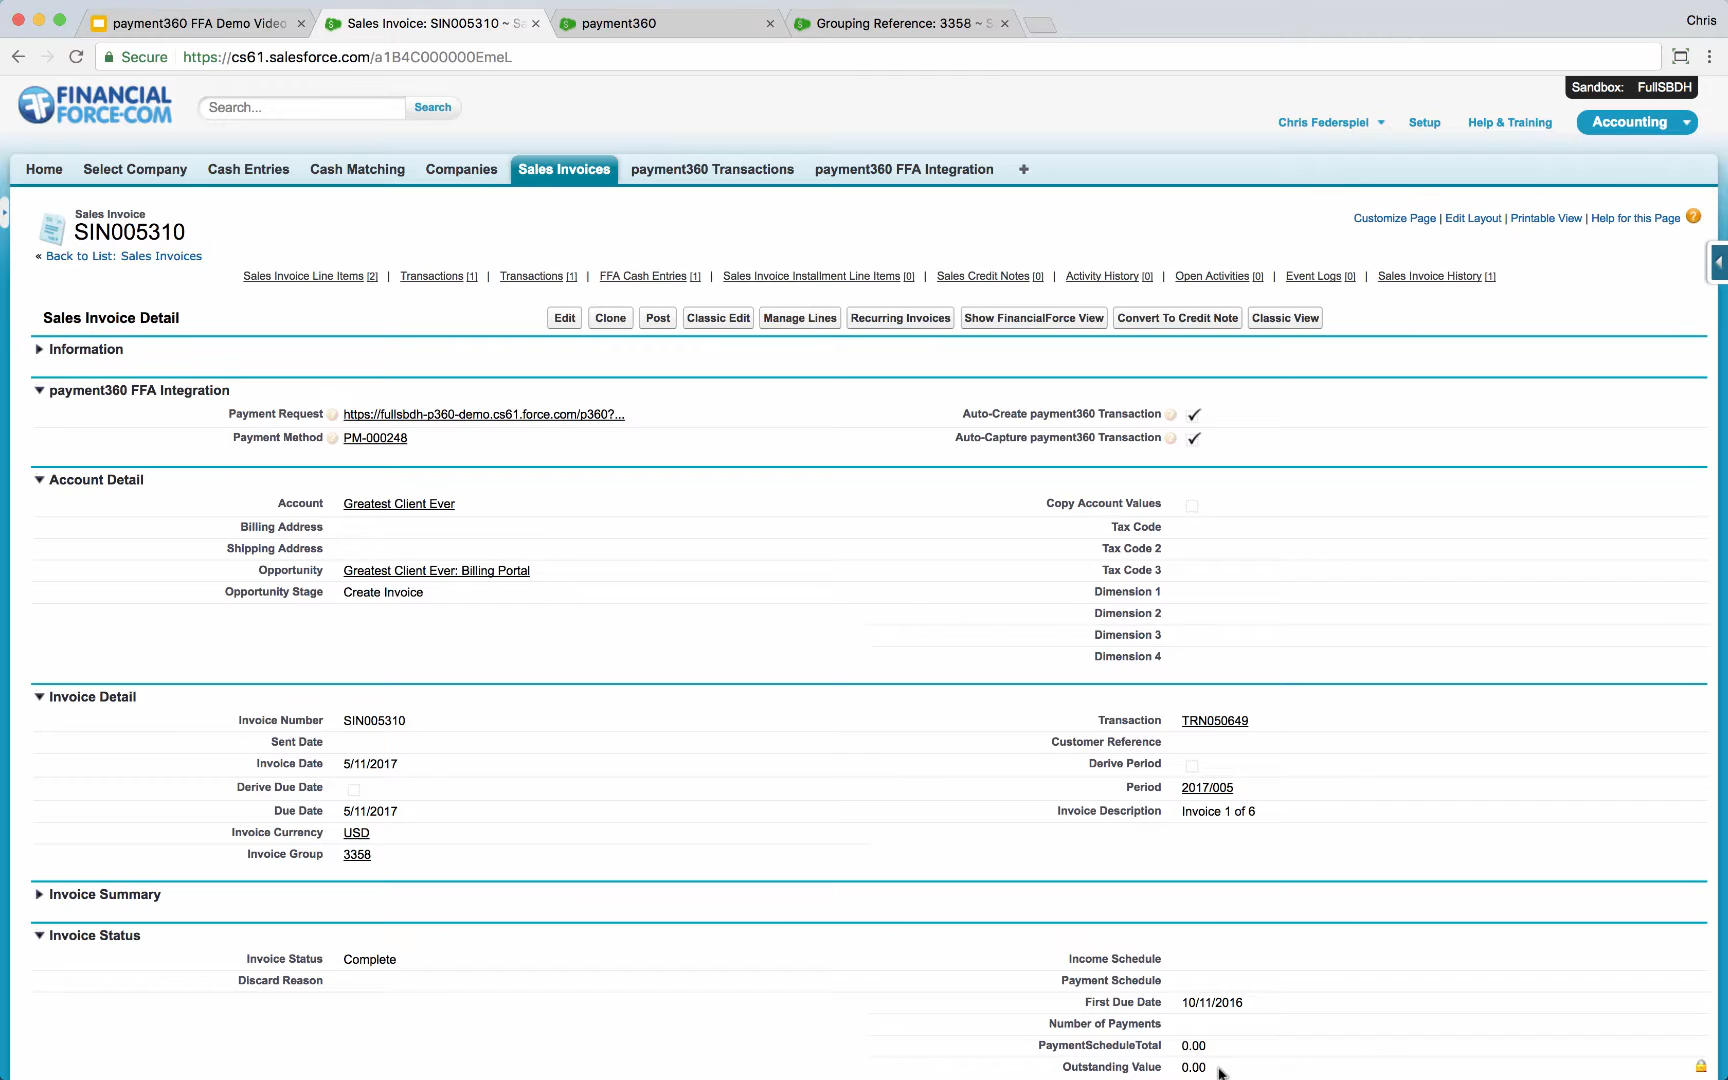 payment360 FFA Demo Video
Sales Invoice: SIN005310 ~ Sa
payment360
Grouping Reference: 3358 ~ S
Chris
Secure https://cs61.salesforce.com/a1B4C000000EmeL
FINANCIAL
FORCE.COM
Search...
Search
Sandbox: FullSBDH
Chris Federspiel
Setup
Help & Training
Accounting
Home
Select Company
Cash Entries
Cash Matching
Companies
Sales Invoices
payment360 Transactions
payment360 FFA Integration
+
Sales Invoice
SIN005310
« Back to List: Sales Invoices
Customize Page | Edit Layout | Printable View | Help for this Page ?
Sales Invoice Line Items [2] | Transactions [1] | Transactions [1] | FFA Cash Entries [1] | Sales Invoice Installment Line Items [0] | Sales Credit Notes [0] | Activity History [0] | Open Activities [0] | Event Logs [0] | Sales Invoice History [1]
Sales Invoice Detail
Edit
Clone
Post
Classic Edit
Manage Lines
Recurring Invoices
Show FinancialForce View
Convert To Credit Note
Classic View
Information
payment360 FFA Integration
Payment Request https://fullsbdh-p360-demo.cs61.force.com/p360?...
Auto-Create payment360 Transaction
Payment Method PM-000248
Auto-Capture payment360 Transaction
Account Detail
Account Greatest Client Ever
Copy Account Values
Billing Address
Tax Code
Shipping Address
Tax Code 2
Opportunity Greatest Client Ever: Billing Portal
Tax Code 3
Opportunity Stage Create Invoice
Dimension 1
Dimension 2
Dimension 3
Dimension 4
Invoice Detail
Invoice Number SIN005310
Transaction TRN050649
Sent Date
Customer Reference
Invoice Date 5/11/2017
Derive Period
Derive Due Date
Period 2017/005
Due Date 5/11/2017
Invoice Description Invoice 1 of 6
Invoice Currency USD
Invoice Group 3358
Invoice Summary
Invoice Status
Invoice Status Complete
Income Schedule
Discard Reason
Payment Schedule
First Due Date 10/11/2016
Number of Payments
PaymentScheduleTotal 0.00
Outstanding Value 0.00